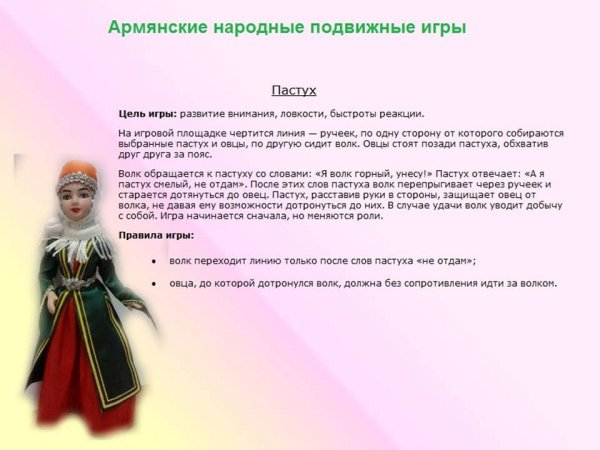 Армянские народные подвижные игры
Пастух
Цель игры: развитие внимания, ловкости, быстроты реакции.
На игровой площадке чертится линия — ручеек, по одну сторону от которого собираются
выбранные пастух и овцы, по другую сидит волк. Овцы стоят позади пастуха, обхватив
друг друга за пояс.
Волк обращается к пастуху со словами: «Я волк горный, унесу!» Пастух отвечает: «А я
пастух смелый, не отдам». После этих слов пастуха волк перепрыгивает через ручеек и
старается дотянуться до овец. Пастух, расставив руки в стороны, защищает овец от
волка, не давая ему возможности дотронуться до них. В случае удачи волк уводит добычу
с собой. Игра начинается сначала, но меняются роли.
Правила игры:
• волк переходит линию только после слов пастуха «не отдам»;
• овца, до которой дотронулся волк, должна без сопротивления идти за волком.